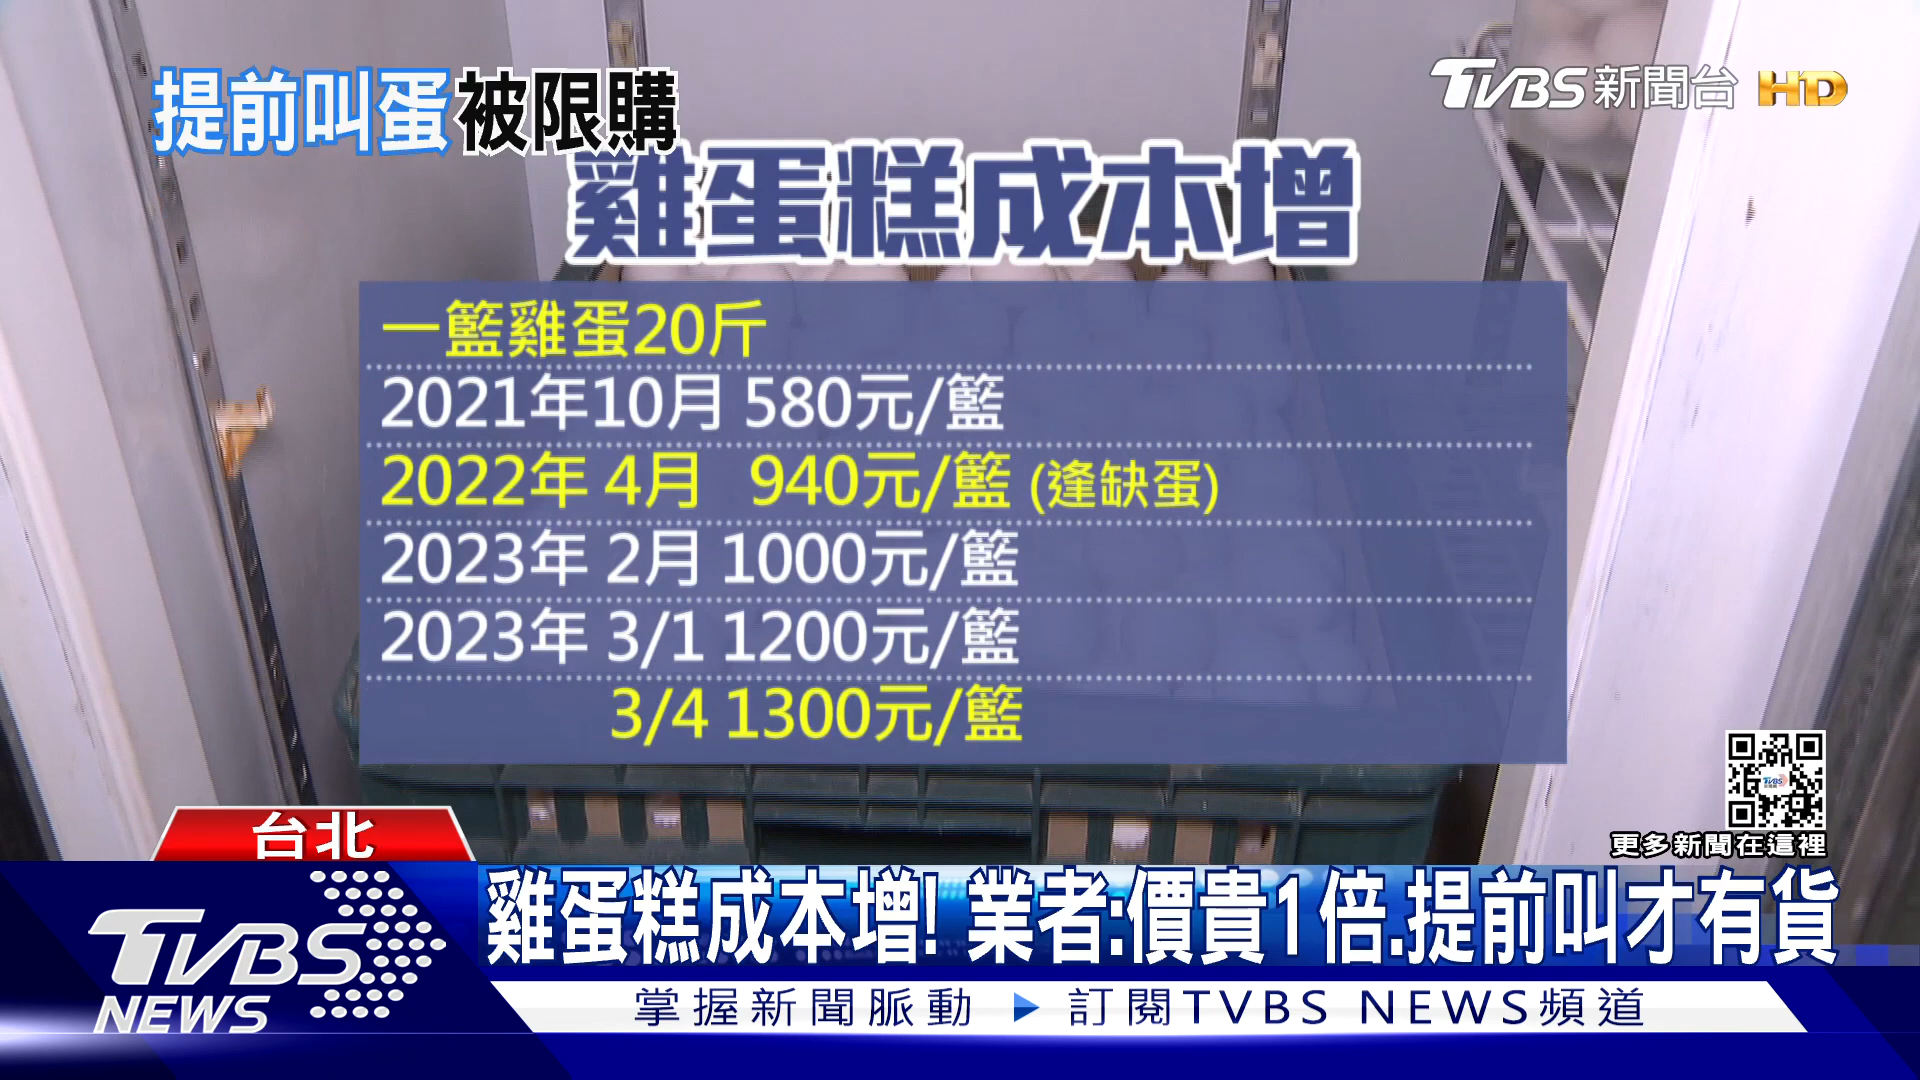 提前叫蛋被限購
TVBS新聞台 HD
雞蛋糕成本增
一籃雞蛋20斤
2021年10月 580元/籃
2022年 4月 940元/籃 (逢缺蛋)
2023年 2月 1000元/籃
2023年 3/1 1200元/籃
3/4 1300元/籃
TVBS
更多新聞在這裡
台北
雞蛋糕成本增! 業者:價貴1倍.提前叫才有貨
TVBS
NEWS
掌握新聞脈動 ▶ 訂閱TVBS NEWS頻道